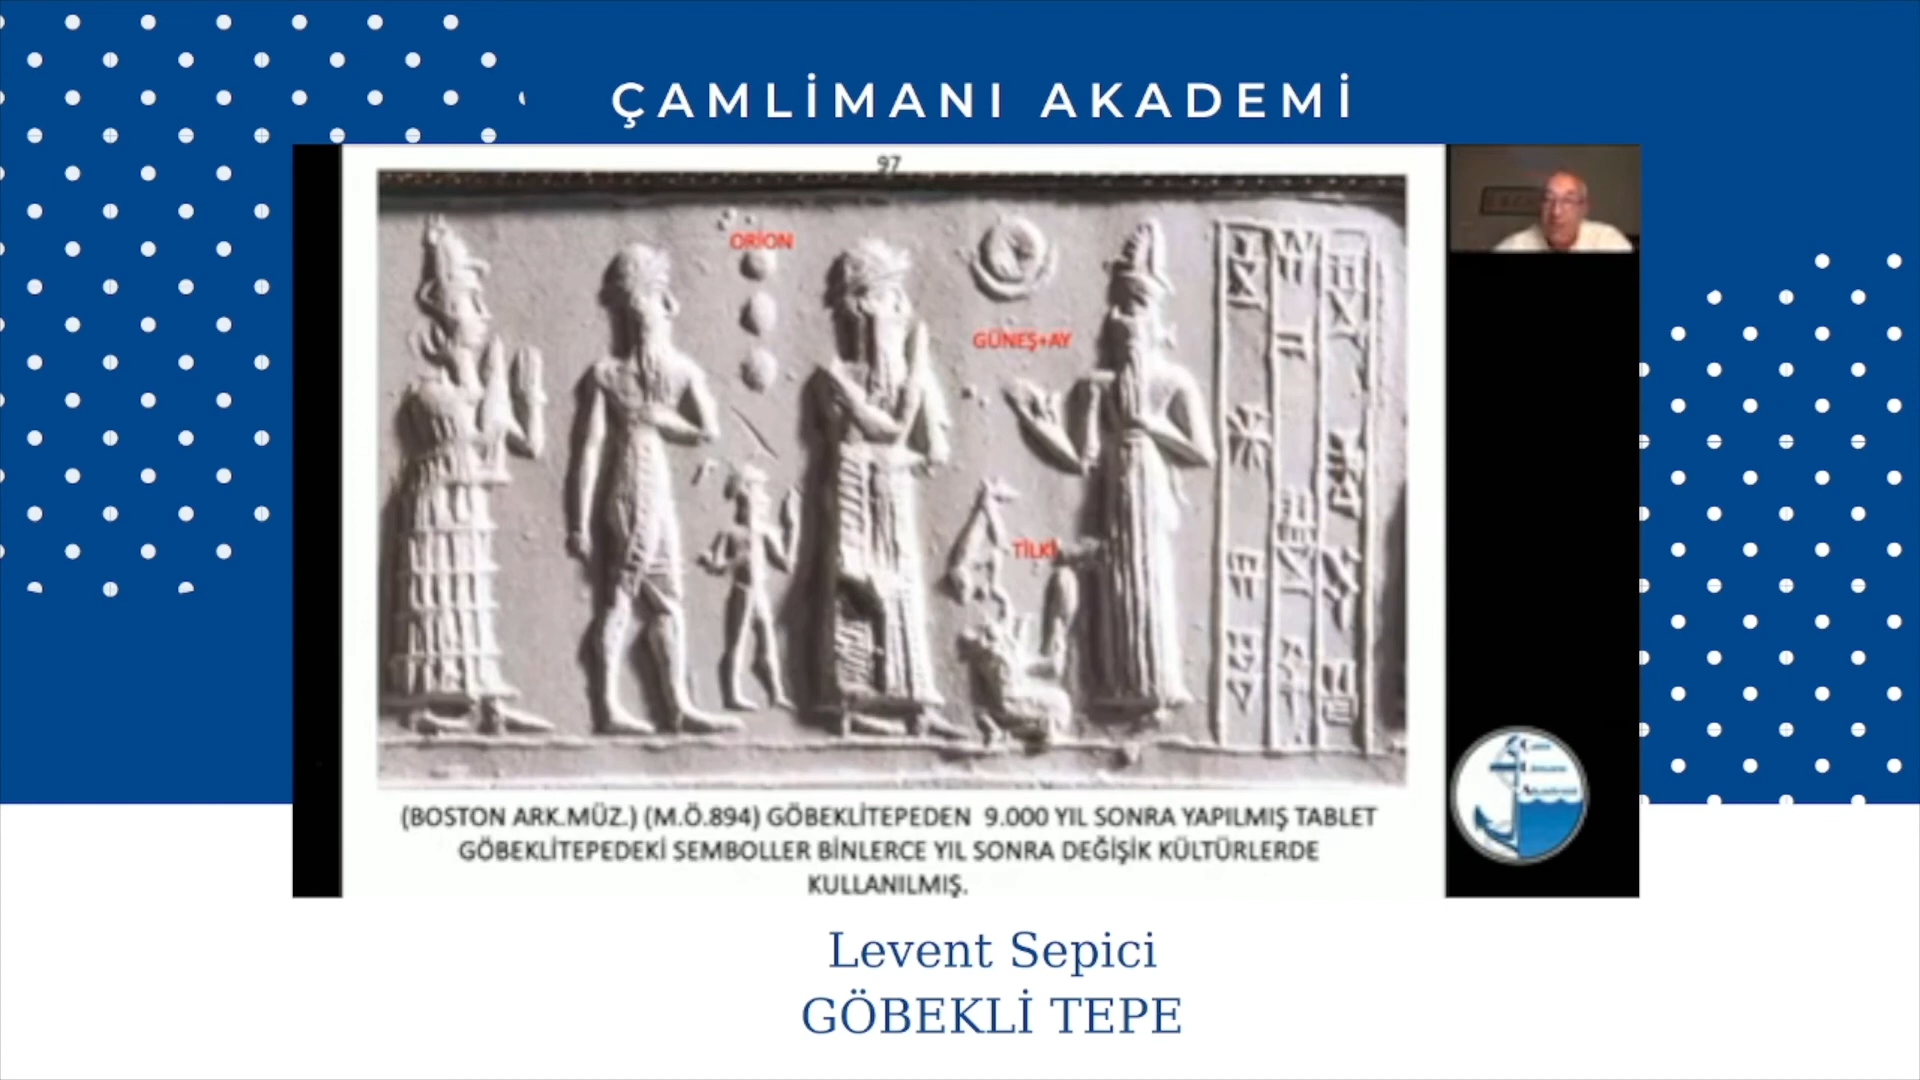 ÇAMLİMANI AKADEMİ
97
ORİON
GÜNEŞ+AY
TİLKİ
(BOSTON ARK.MÜZ.) (M.Ö.894) GÖBEKLİTEPEDEN 9.000 YIL SONRA YAPILMIŞ TABLET
GÖBEKLİTEPEDEKİ SEMBOLLER BİNLERCE YIL SONRA DEĞİŞİK KÜLTÜRLERDE
KULLANILMIŞ.
Levent Sepici
GÖBEKLİ TEPE